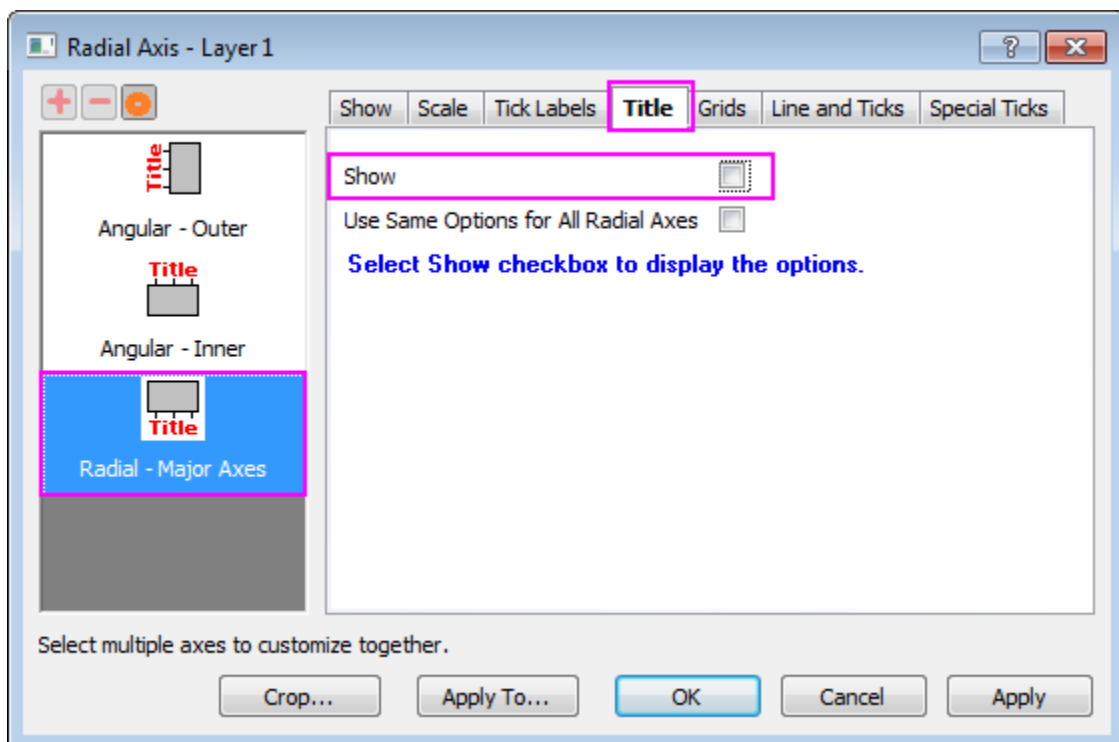 Radial Axis - Layer 1
Show Scale Tick Labels Title Grids Line and Ticks Special Ticks
Title
Angular - Outer
Title
Angular - Inner
Title
Radial - Major Axes
Show
Use Same Options for All Radial Axes
Select Show checkbox to display the options.
Select multiple axes to customize together.
Crop... Apply To... OK Cancel Apply